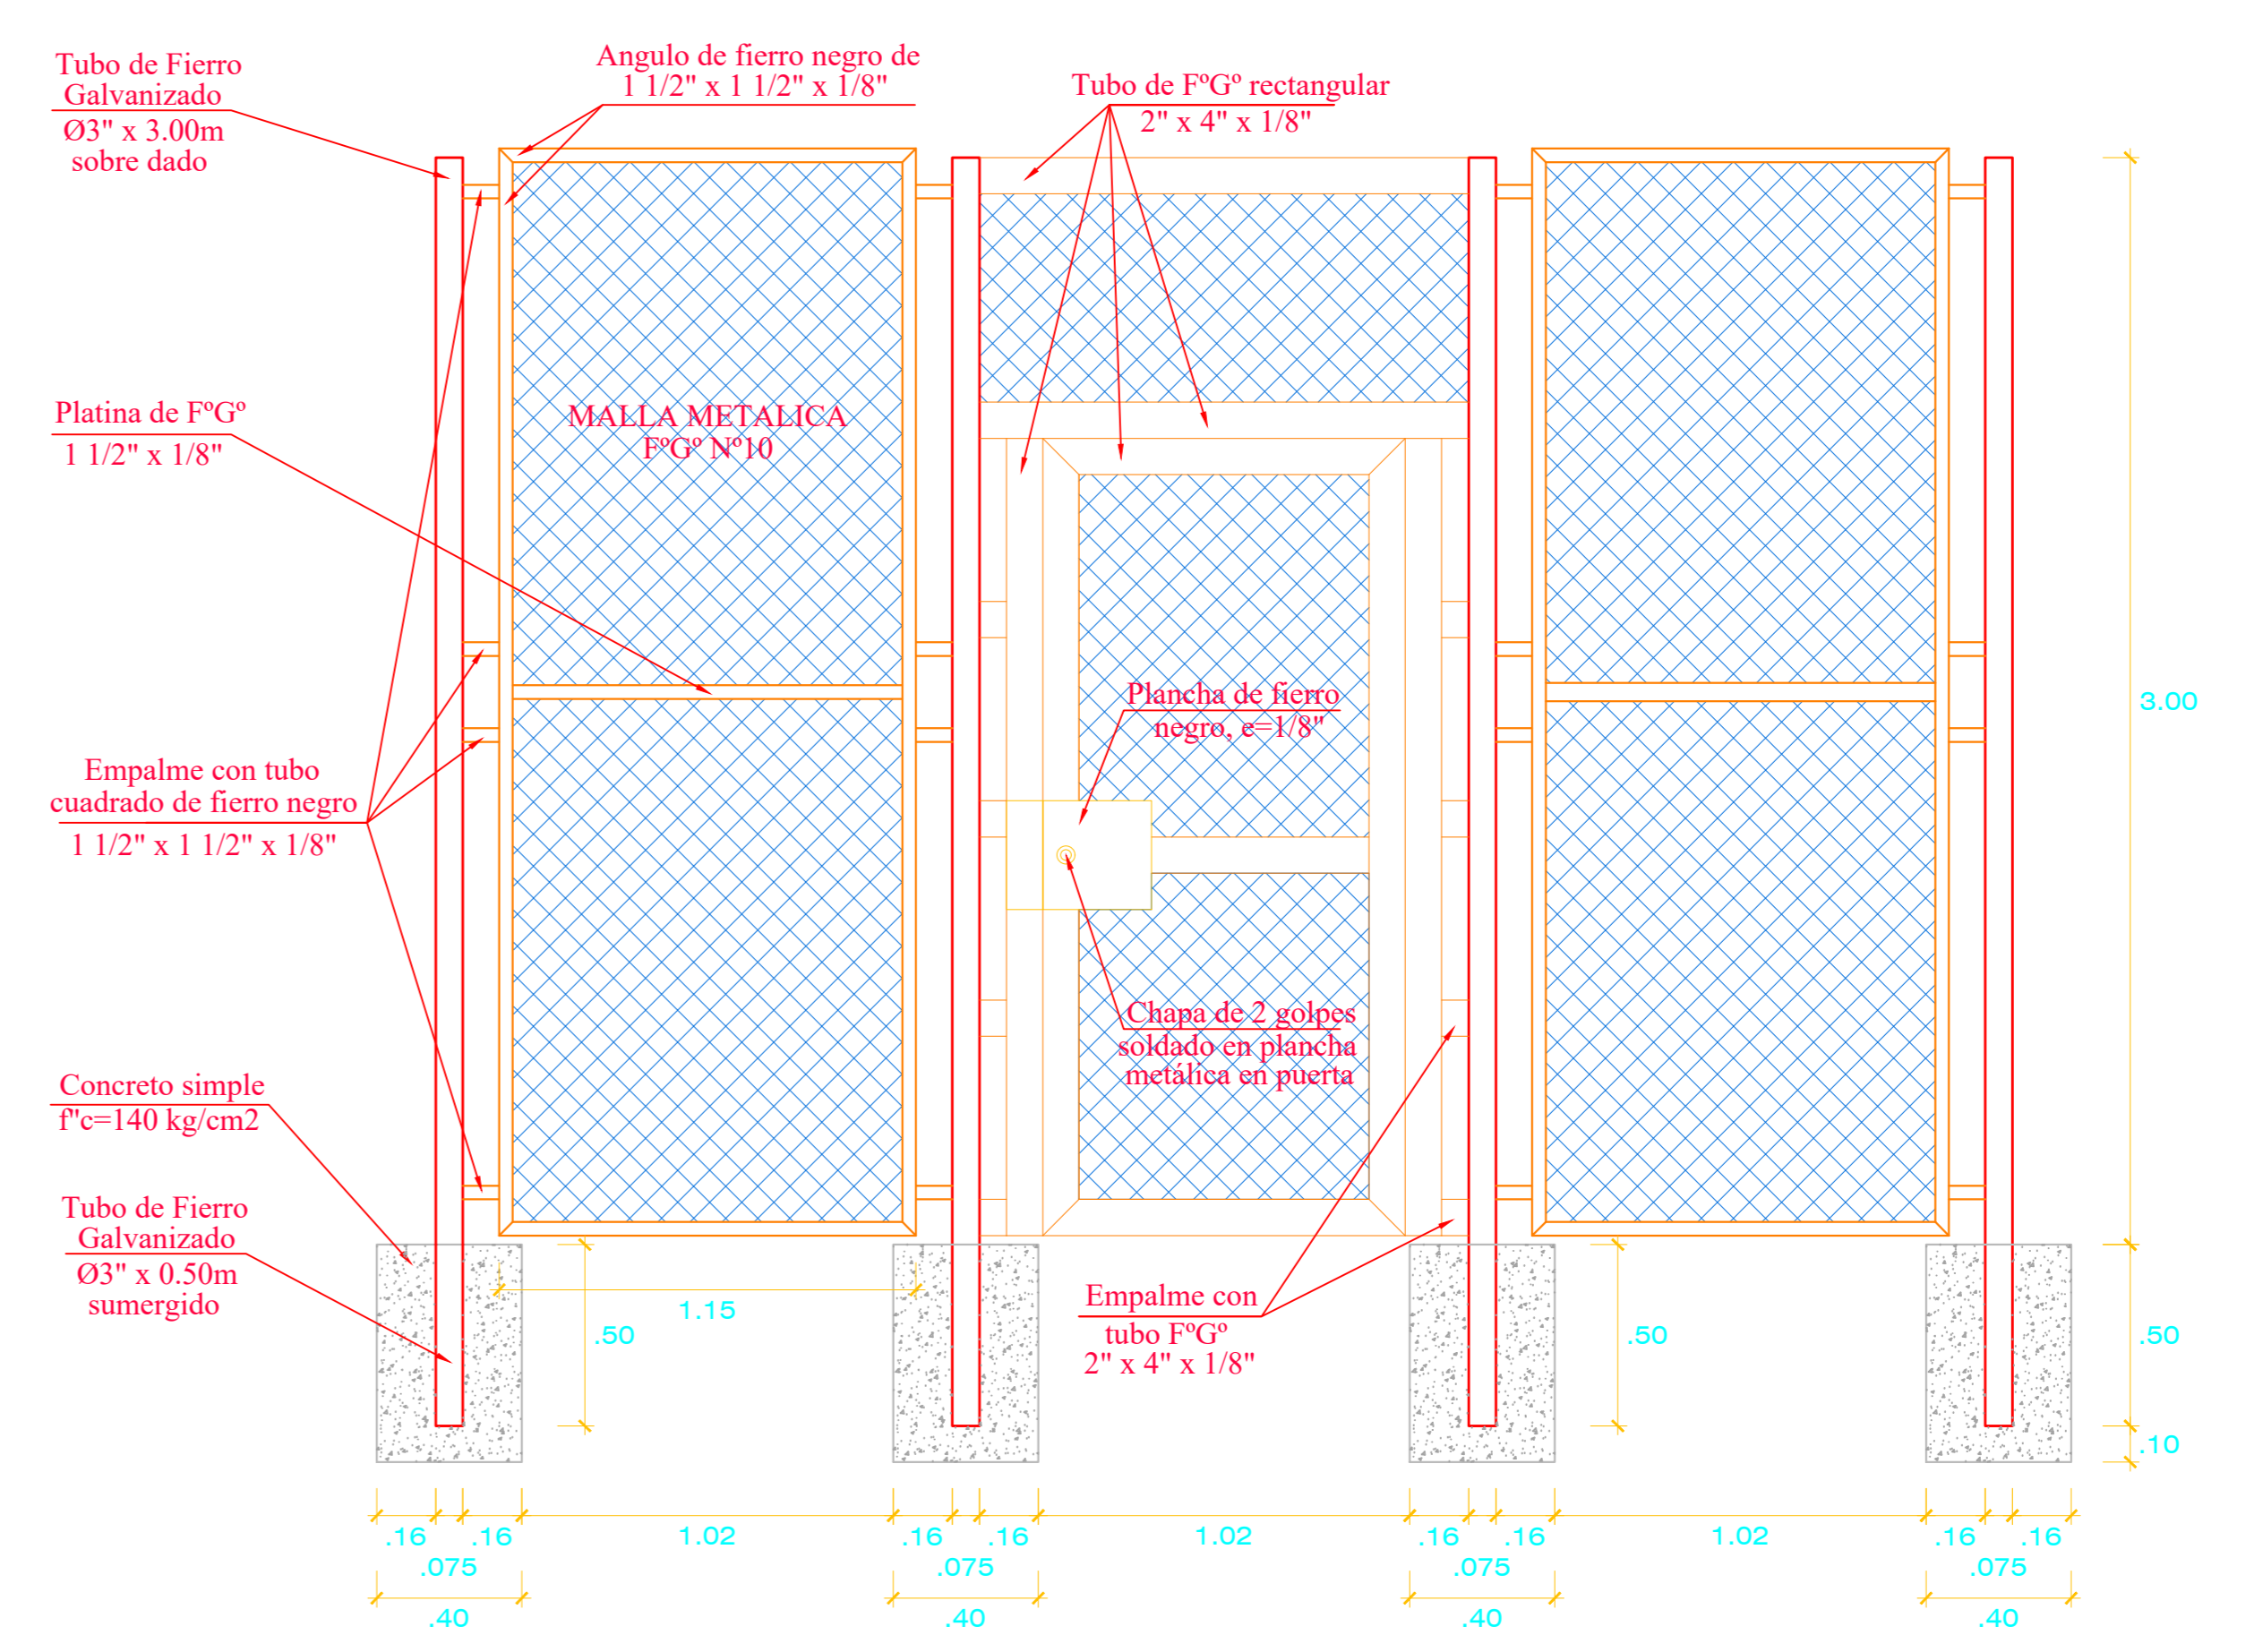 Tubo de Fierro
Galvanizado
Ø3" x 3.00m
sobre dado
Angulo de fierro negro de
1 1/2" x 1 1/2" x 1/8"
Tubo de FºGº rectangular
2" x 4" x 1/8"
Platina de FºGº
1 1/2" x 1/8"
MALLA METALICA
FºGº Nº10
Plancha de fierro
negro, e=1/8"
3.00
Empalme con tubo
cuadrado de fierro negro
1 1/2" x 1 1/2" x 1/8"
Chapa de 2 golpes
soldado en plancha
metálica en puerta
Concreto simple
f"c=140 kg/cm2
Tubo de Fierro
Galvanizado
Ø3" x 0.50m
sumergido
1.15
.50
Empalme con
tubo FºGº
2" x 4" x 1/8"
.50
.50
.10
.16 .16 1.02 .16 .16 1.02 .16 .16 1.02 .16 .16
.075 .075 .075 .075
.40 .40 .40 .40